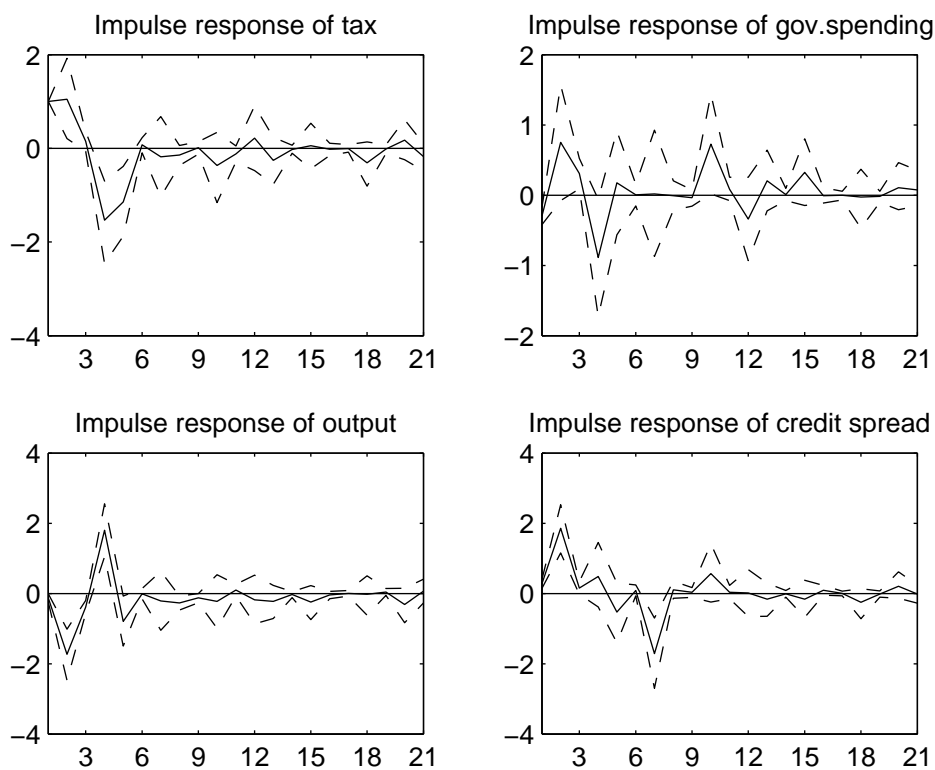 Impulse response of tax
2
0
−2
−4
3 6 9 12 15 18 21
Impulse response of gov.spending
2
1
0
−1
−2
3 6 9 12 15 18 21
Impulse response of output
4
2
0
−2
−4
3 6 9 12 15 18 21
Impulse response of credit spread
4
2
0
−2
−4
3 6 9 12 15 18 21